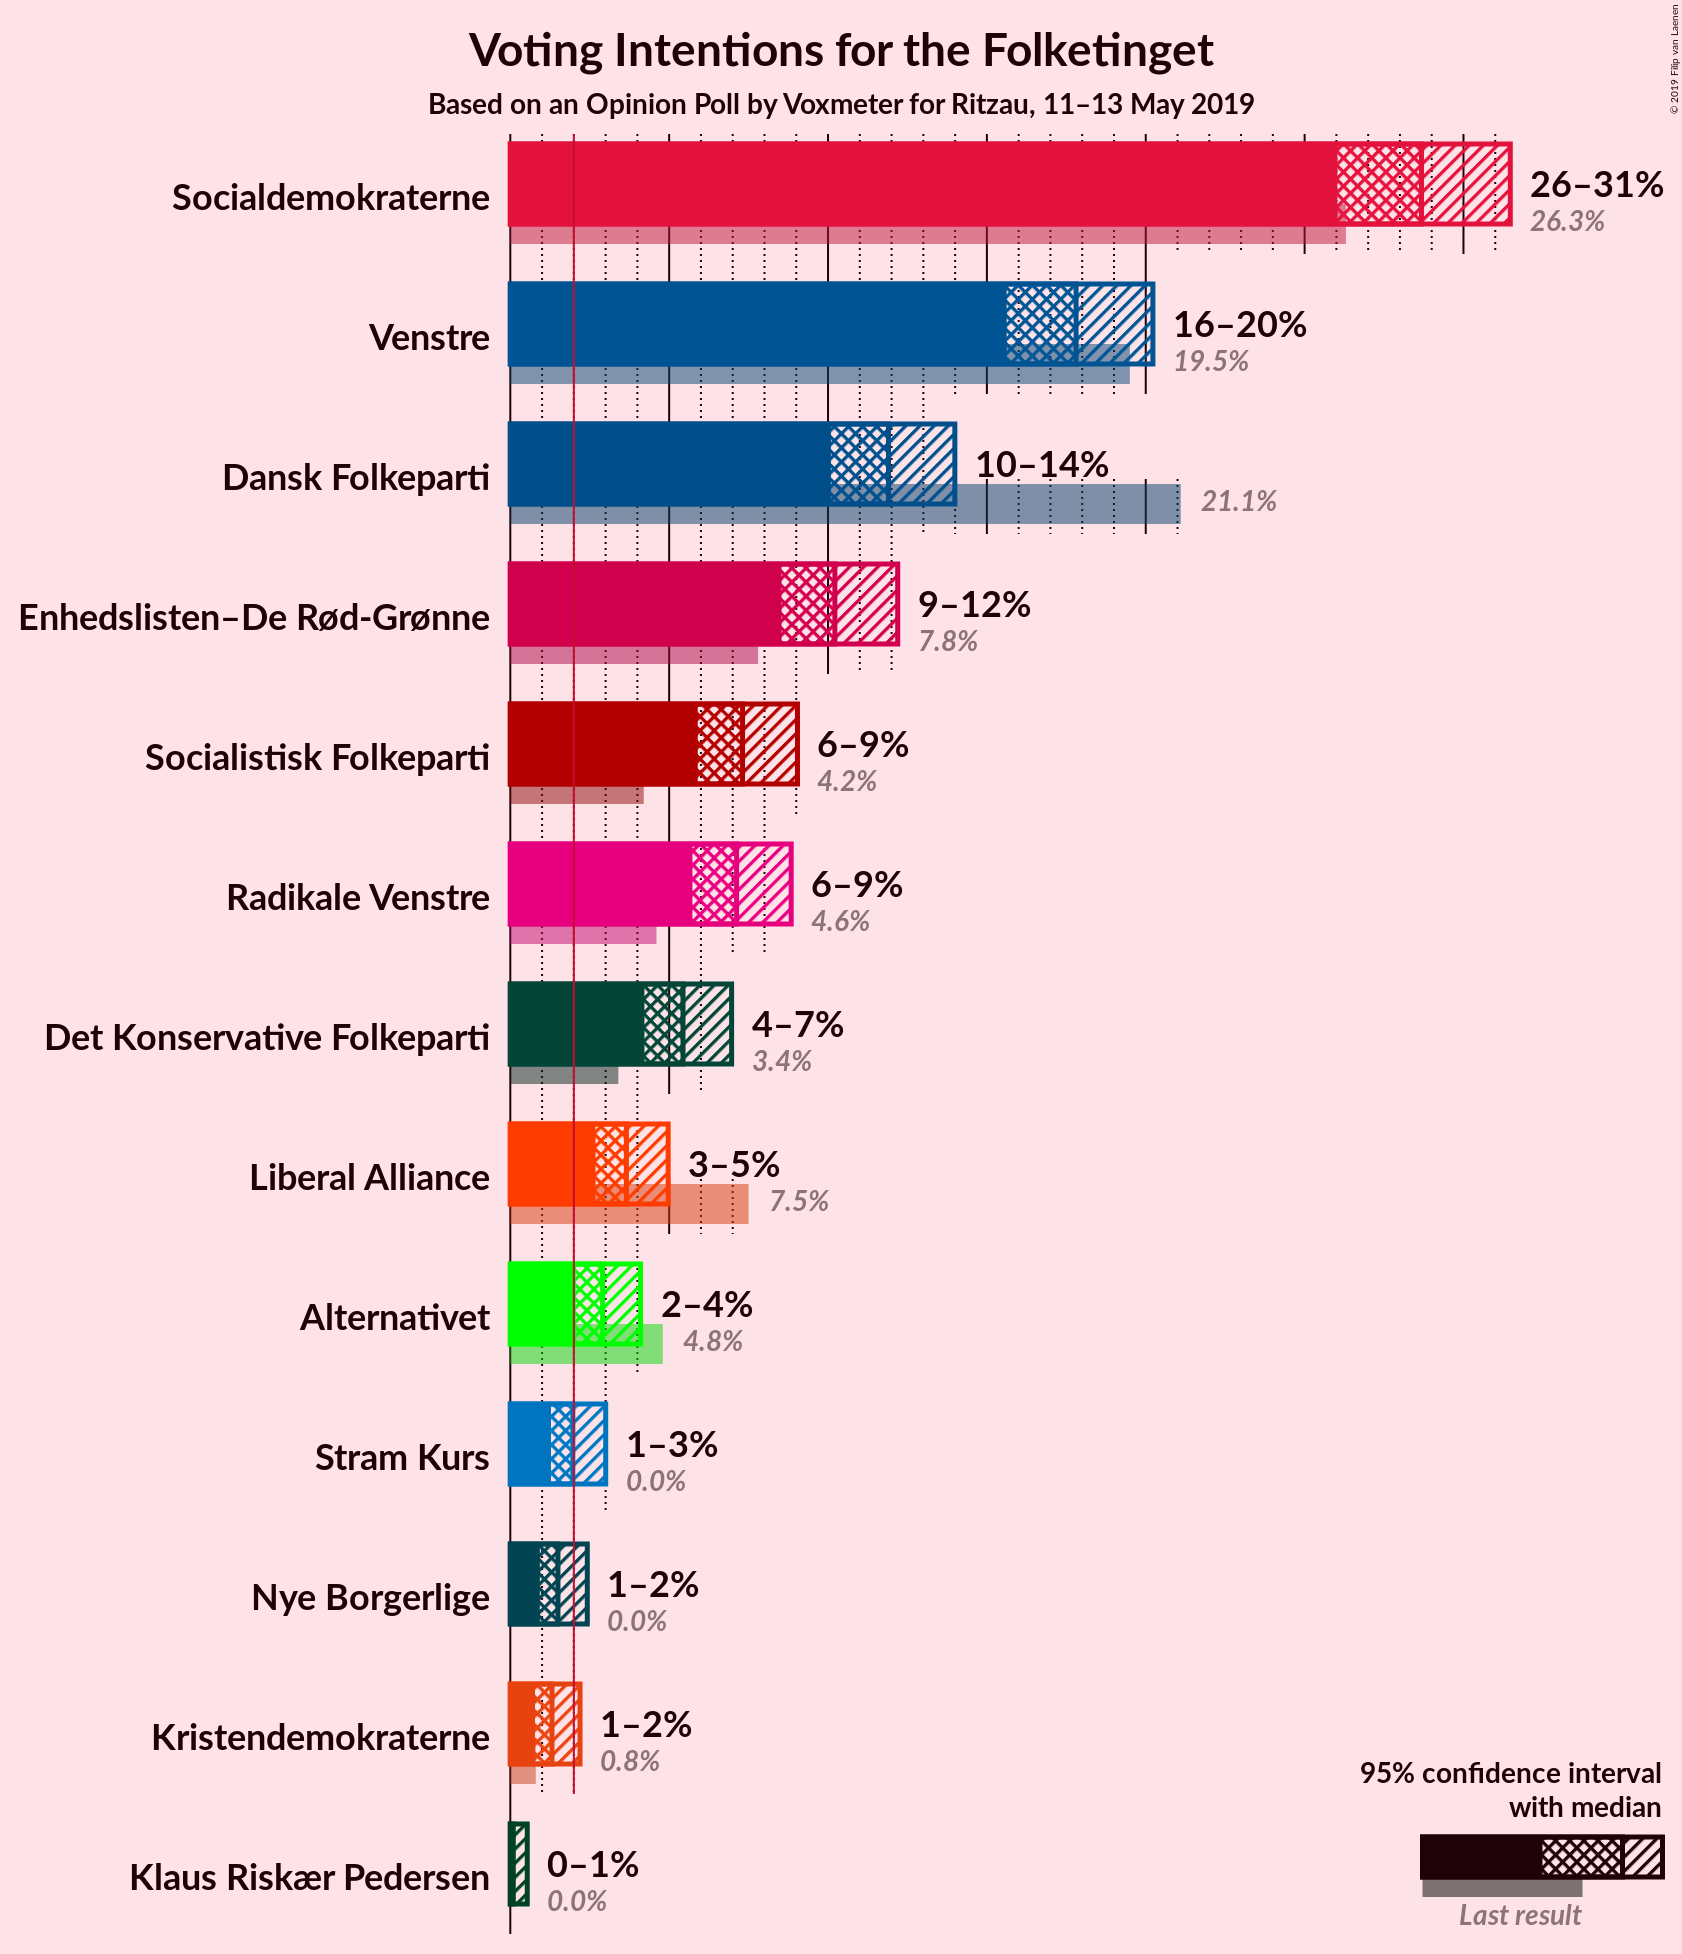 Voting Intentions for the Folketinget
Based on an Opinion Poll by Voxmeter for Ritzau, 11–13 May 2019
© 2019 Filip van Laenen
Socialdemokraterne
26–31%
26.3%
Venstre
16–20%
19.5%
Dansk Folkeparti
10–14%
21.1%
Enhedslisten–De Rød-Grønne
9–12%
7.8%
Socialistisk Folkeparti
6–9%
4.2%
Radikale Venstre
6–9%
4.6%
Det Konservative Folkeparti
4–7%
3.4%
Liberal Alliance
3–5%
7.5%
Alternativet
2–4%
4.8%
Stram Kurs
1–3%
0.0%
Nye Borgerlige
1–2%
0.0%
Kristendemokraterne
1–2%
0.8%
Klaus Riskær Pedersen
0–1%
0.0%
95% confidence interval
with median
Last result